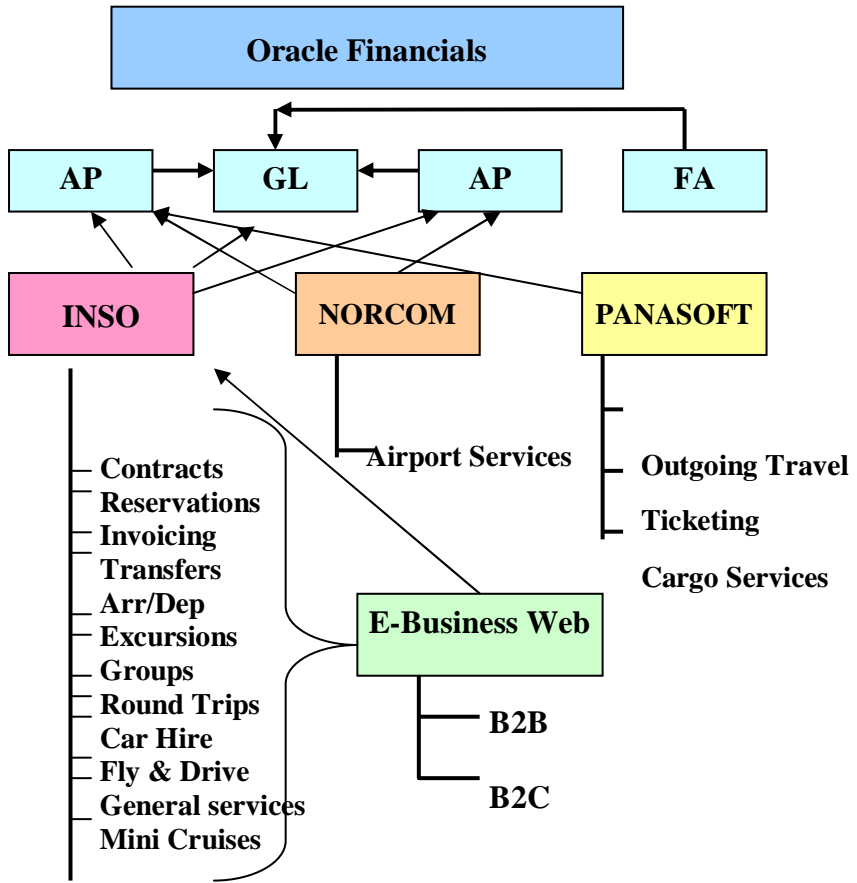 Oracle Financials
AP
GL
AP
FA
INSO
NORCOM
PANASOFT
Contracts
Reservations
Invoicing
Transfers
Arr/Dep
Excursions
Groups
Round Trips
Car Hire
Fly & Drive
General services
Mini Cruises
Airport Services
Outgoing Travel
Ticketing
Cargo Services
E-Business Web
B2B
B2C